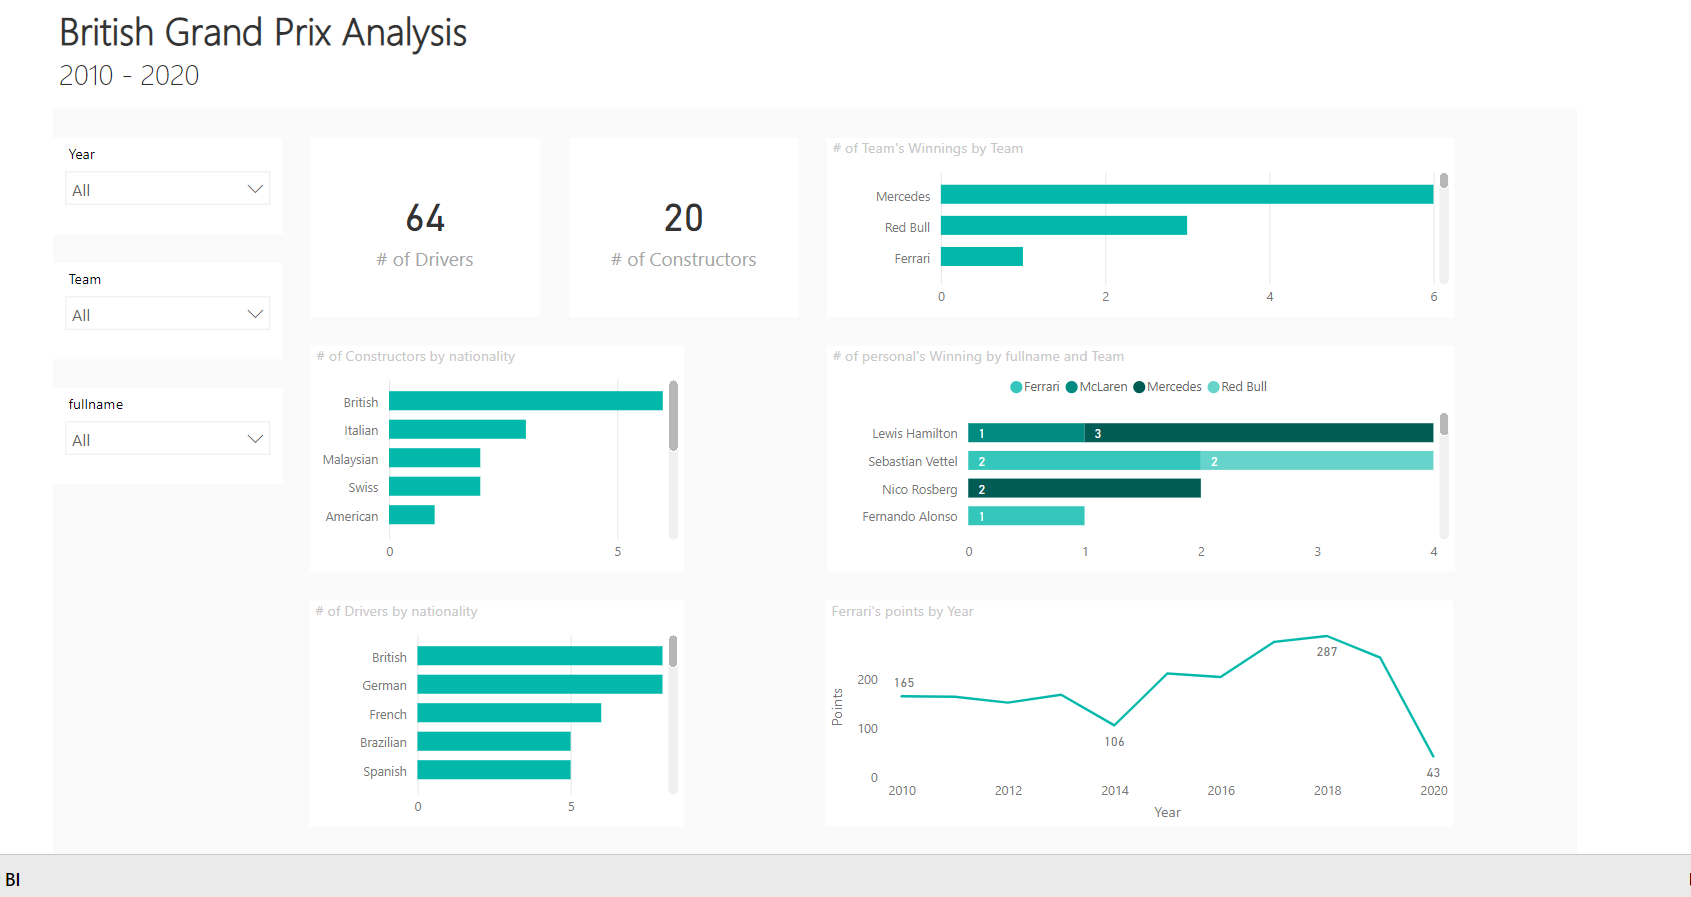 British Grand Prix Analysis
2010 - 2020
Year
All
Team
All
fullname
All
64
# of Drivers
20
# of Constructors
# of Team's Winnings by Team
Mercedes
Red Bull
Ferrari
0 2 4 6
# of Constructors by nationality
British
Italian
Malaysian
Swiss
American
0 5
# of personal's Winning by fullname and Team
Ferrari McLaren Mercedes Red Bull
Lewis Hamilton 1 3
Sebastian Vettel 2 2
Nico Rosberg 2
Fernando Alonso 1
0 1 2 3 4
# of Drivers by nationality
British
German
French
Brazilian
Spanish
0 5
Ferrari's points by Year
Points
200
100
0
165
106
287
43
2010 2012 2014 2016 2018 2020
Year
BI